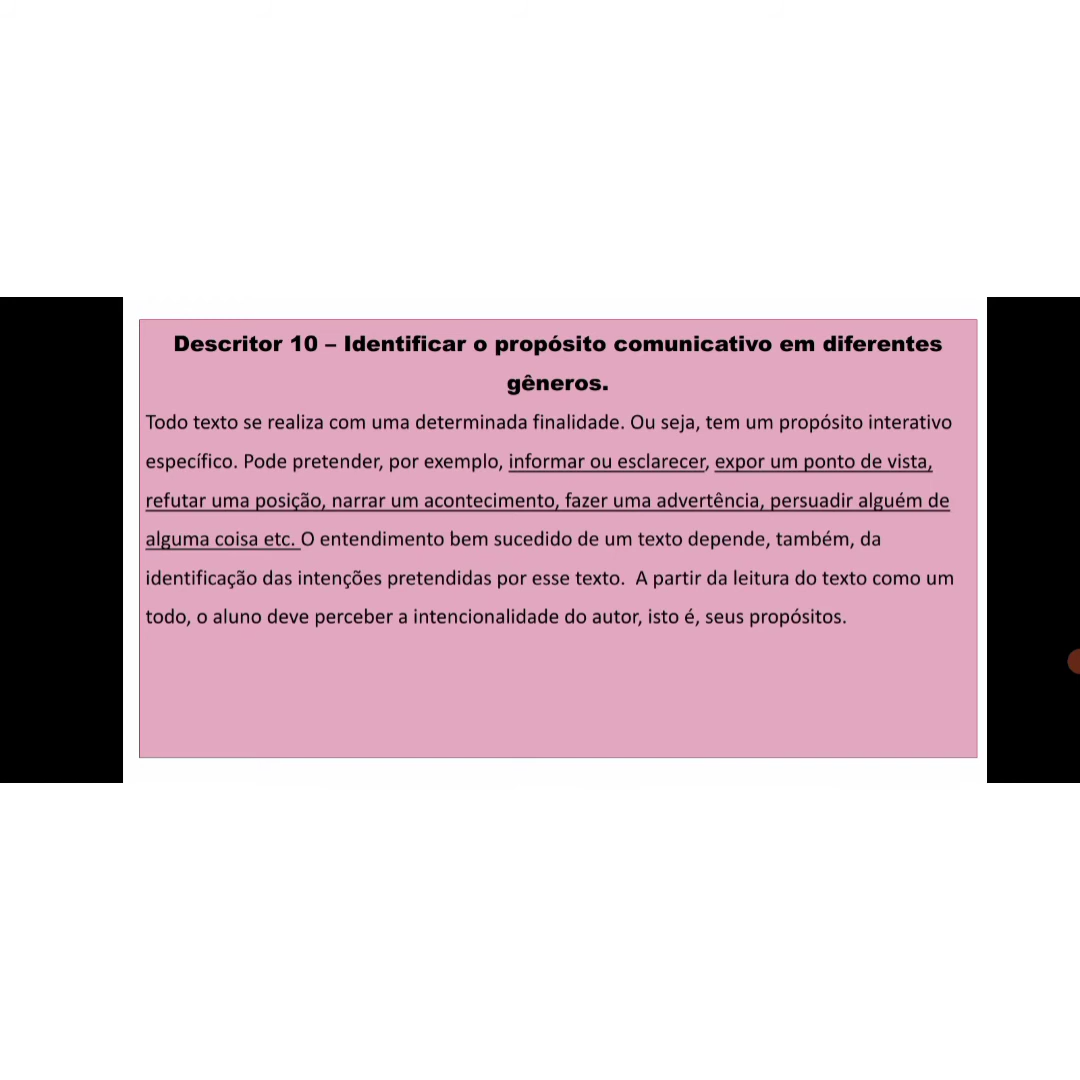 Descritor 10 – Identificar o propósito comunicativo em diferentes
gêneros.
Todo texto se realiza com uma determinada finalidade. Ou seja, tem um propósito interativo
específico. Pode pretender, por exemplo, informar ou esclarecer, expor um ponto de vista,
refutar uma posição, narrar um acontecimento, fazer uma advertência, persuadir alguém de
alguma coisa etc. O entendimento bem sucedido de um texto depende, também, da
identificação das intenções pretendidas por esse texto.  A partir da leitura do texto como um
todo, o aluno deve perceber a intencionalidade do autor, isto é, seus propósitos.